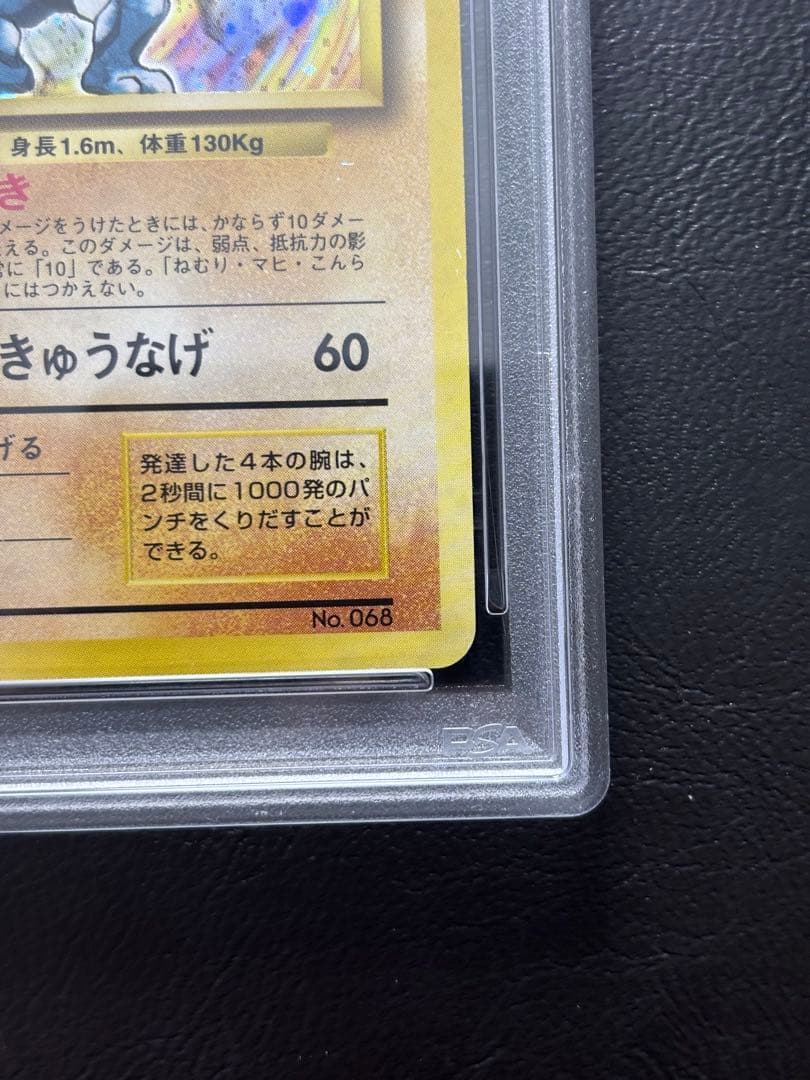 身長1.6m、体重130Kg
き
メージをうけたときには、かならず10ダメー
える。このダメージは、弱点、抵抗力の影
に「10」である。「ねむり・マヒ・こんら
にはつかえない。
きゅうなげ 60
げる
発達した4本の腕は、
2秒間に1000発のパ
ンチをくりだすことが
できる。
No. 068
PSA